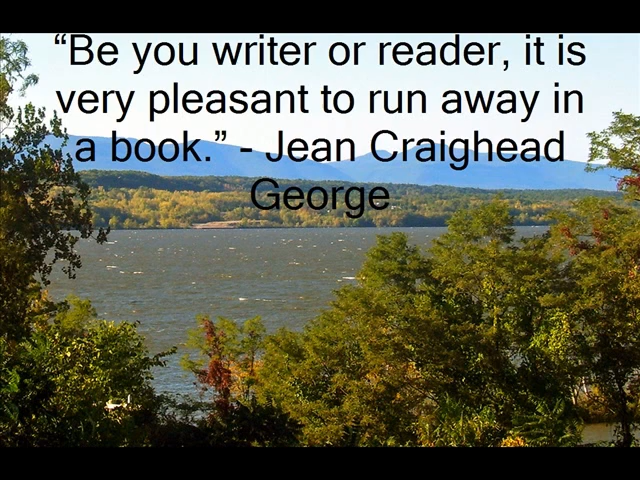 “Be you writer or reader, it is
very pleasant to run away in
a book.” - Jean Craighead
George